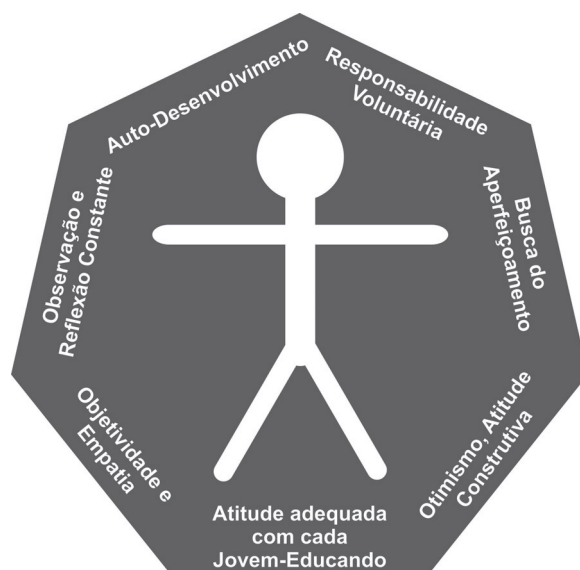 Auto-Desenvolvimento
Responsabilidade
Voluntária
Busca do
Aperfeiçoamento
Otimismo, Atitude
Construtiva
Atitude adequada
com cada
Jovem-Educando
Objetividade e
Empatia
Observação e
Reflexão Constante